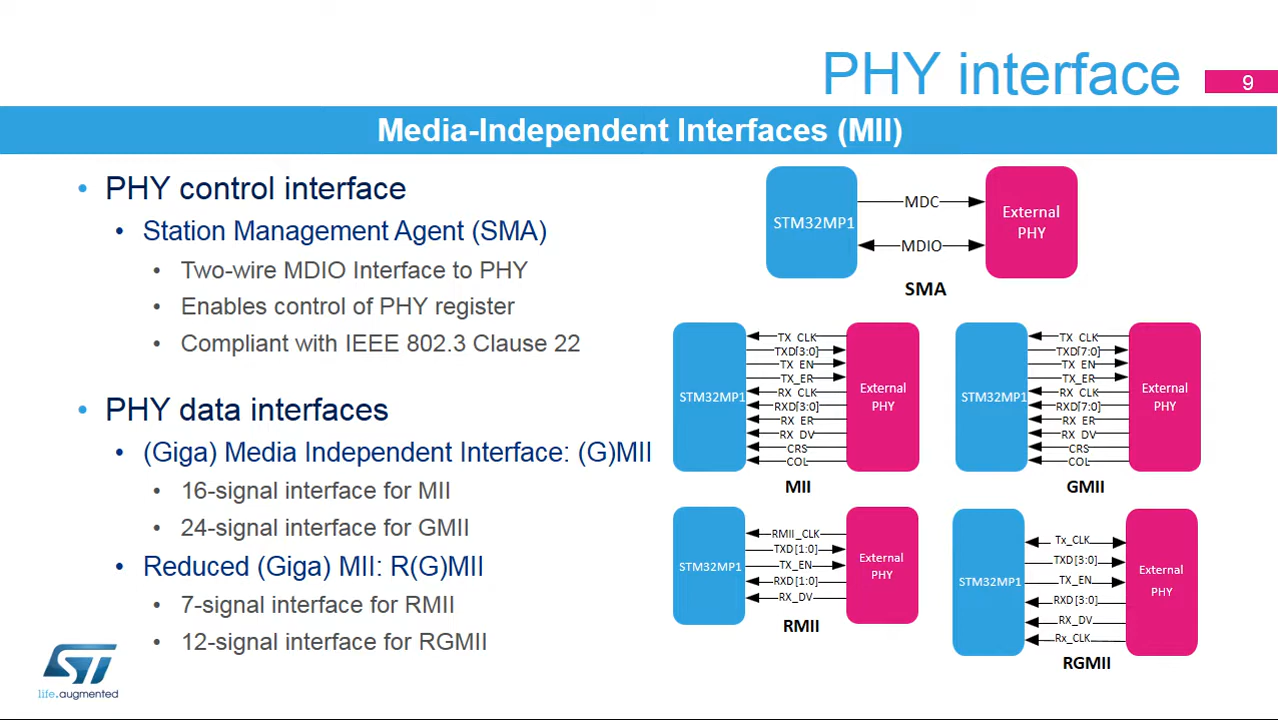 PHY interface
9
Media-Independent Interfaces (MII)
• PHY control interface
• Station Management Agent (SMA)
• Two-wire MDIO Interface to PHY
• Enables control of PHY register
• Compliant with IEEE 802.3 Clause 22
• PHY data interfaces
• (Giga) Media Independent Interface: (G)MII
• 16-signal interface for MII
• 24-signal interface for GMII
• Reduced (Giga) MII: R(G)MII
• 7-signal interface for RMII
• 12-signal interface for RGMII
STM32MP1
MDC
MDIO
External
PHY
SMA
STM32MP1
TX_CLK
TXD[3:0]
TX_EN
TX_ER
RX_CLK
RXD[3:0]
RX_ER
RX_DV
CRS
COL
External
PHY
MII
STM32MP1
TX_CLK
TXD[7:0]
TX_EN
TX_ER
RX_CLK
RXD[7:0]
RX_ER
RX_DV
CRS
COL
External
PHY
GMII
STM32MP1
RMII_CLK
TXD[1:0]
TX_EN
RXD[1:0]
RX_DV
External
PHY
RMII
STM32MP1
Tx_CLK
TXD[3:0]
TX_EN
RXD[3:0]
RX_DV
Rx_CLK
External
PHY
RGMII
ST
life.augmented